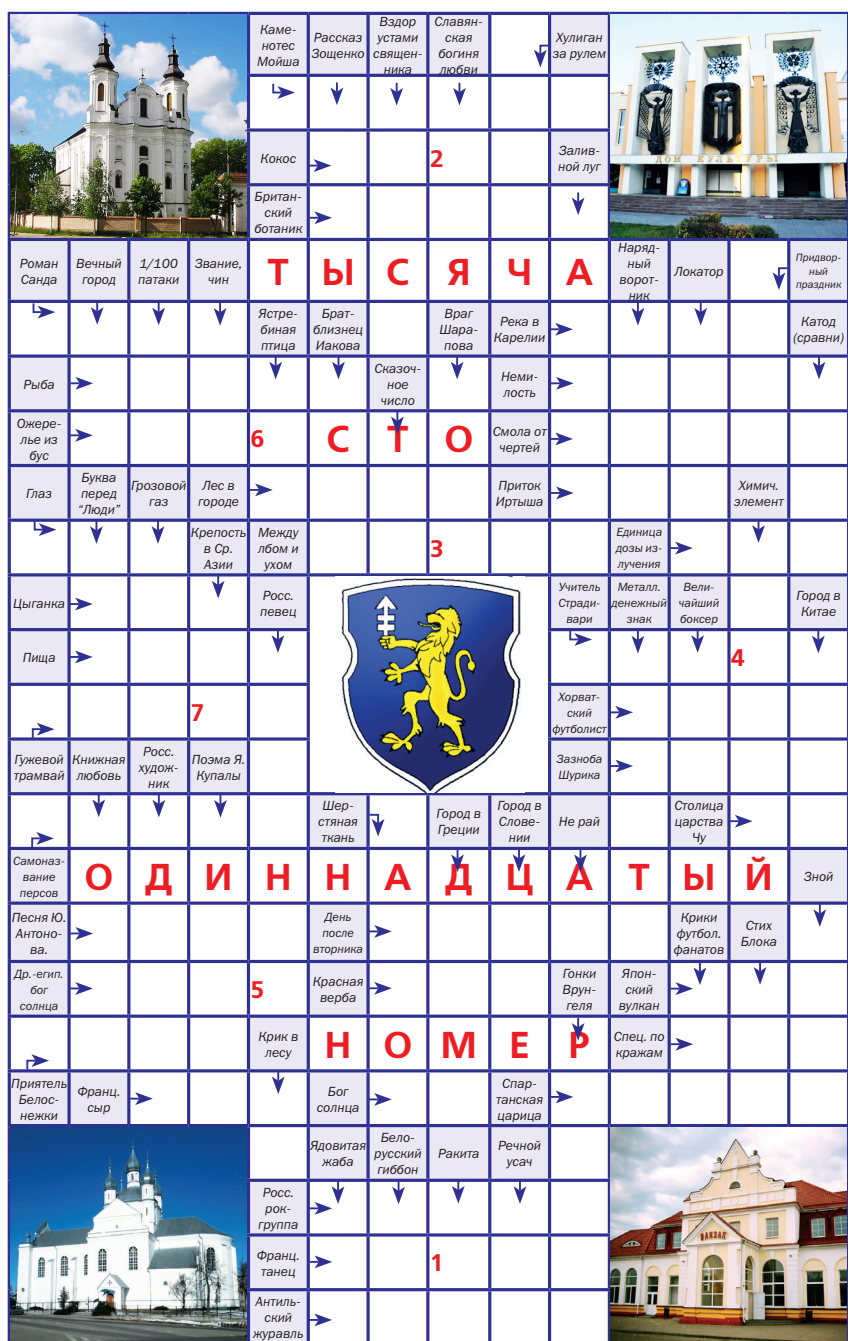 Каме-
нотес
Мойша
Рассказ
Зощенко
Вздор
устами
священ-
ника
Славян-
ская
богиня
любви
Хулиган
за рулем
Кокос
2
Залив-
ной луг
ДОМ КУЛЬТУРЫ
Британ-
ский
ботаник
Роман
Санда
Вечный
город
1/100
патаки
Звание,
чин
ТЫСЯЧА
Наряд-
ный
ворот-
ник
Локатор
Придвор-
ный
праздник
Ястре-
биная
птица
Брат-
близнец
Иакова
Враг
Шара-
пова
Река в
Карелии
Катод
(сравни)
Рыба
Сказоч-
ное
число
Неми-
лость
Ожере-
лье из
бус
6
СТО
Смола от
чертей
Глаз
Буква
перед
“Люди”
Грозовой
газ
Лес в
городе
Приток
Иртыша
Химич.
элемент
Крепость
в Ср.
Азии
Между
лбом и
ухом
3
Единица
дозы из-
лучения
Цыганка
Росс.
певец
Учитель
Стради-
вари
Металл.
денежный
знак
Вели-
чайший
боксер
Город в
Китае
Пища
4
7
Хорват-
ский
футболист
Гужевой
трамвай
Книжная
любовь
Росс.
худож-
ник
Поэма Я.
Купалы
Зазноба
Шурика
Шер-
стяная
ткань
Город в
Греции
Город в
Слове-
нии
Не рай
Столица
царства
Чу
Самоназ-
вание
персов
ОДИННАДЦАТЫЙ
Зной
Песня Ю.
Антоно-
ва.
День
после
вторника
Крики
футбол.
фанатов
Стих
Блока
Др.-егип.
бог
солнца
5
Красная
верба
Гонки
Врун-
геля
Япон-
ский
вулкан
Крик в
лесу
НОМЕР
Спец. по
кражам
Приятель
Белос-
нежки
Франц.
сыр
Бог
солнца
Спар-
танская
царица
Ядовитая
жаба
Бело-
русский
гиббон
Ракита
Речной
усач
Росс.
рок-
группа
ВАКЗАЛ
Франц.
танец
1
Антиль-
ский
журавль